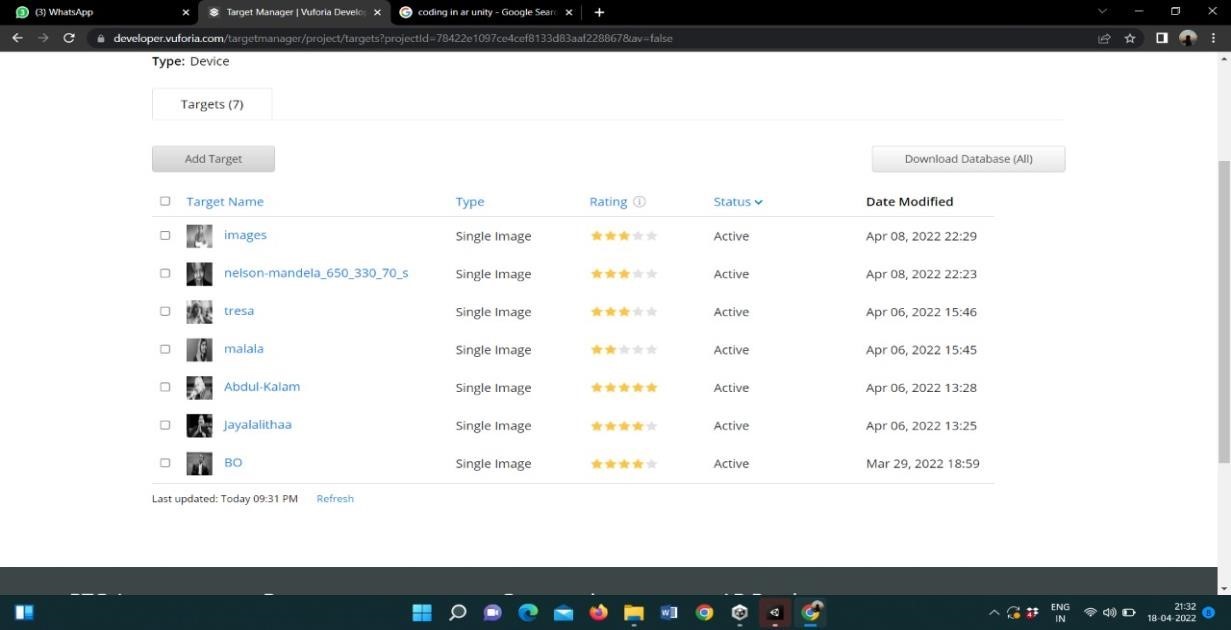 (3) WhatsApp
Target Manager | Vuforia Develo
coding in ar unity - Google Sear
developer.vuforia.com/targetmanager/project/targets?projectId=78422e1097ce4cef8133d83aaf228867&av=false
Type: Device
Targets (7)
Add Target
Download Database (All)
Target Name Type Rating Status Date Modified
images Single Image Active Apr 08, 2022 22:29
nelson-mandela_650_330_70_s Single Image Active Apr 08, 2022 22:23
tresa Single Image Active Apr 06, 2022 15:46
malala Single Image Active Apr 06, 2022 15:45
Abdul-Kalam Single Image Active Apr 06, 2022 13:28
Jayalalithaa Single Image Active Apr 06, 2022 13:25
BO Single Image Active Mar 29, 2022 18:59
Last updated: Today 09:31 PM Refresh
ENG 21:32
IN 18-04-2022